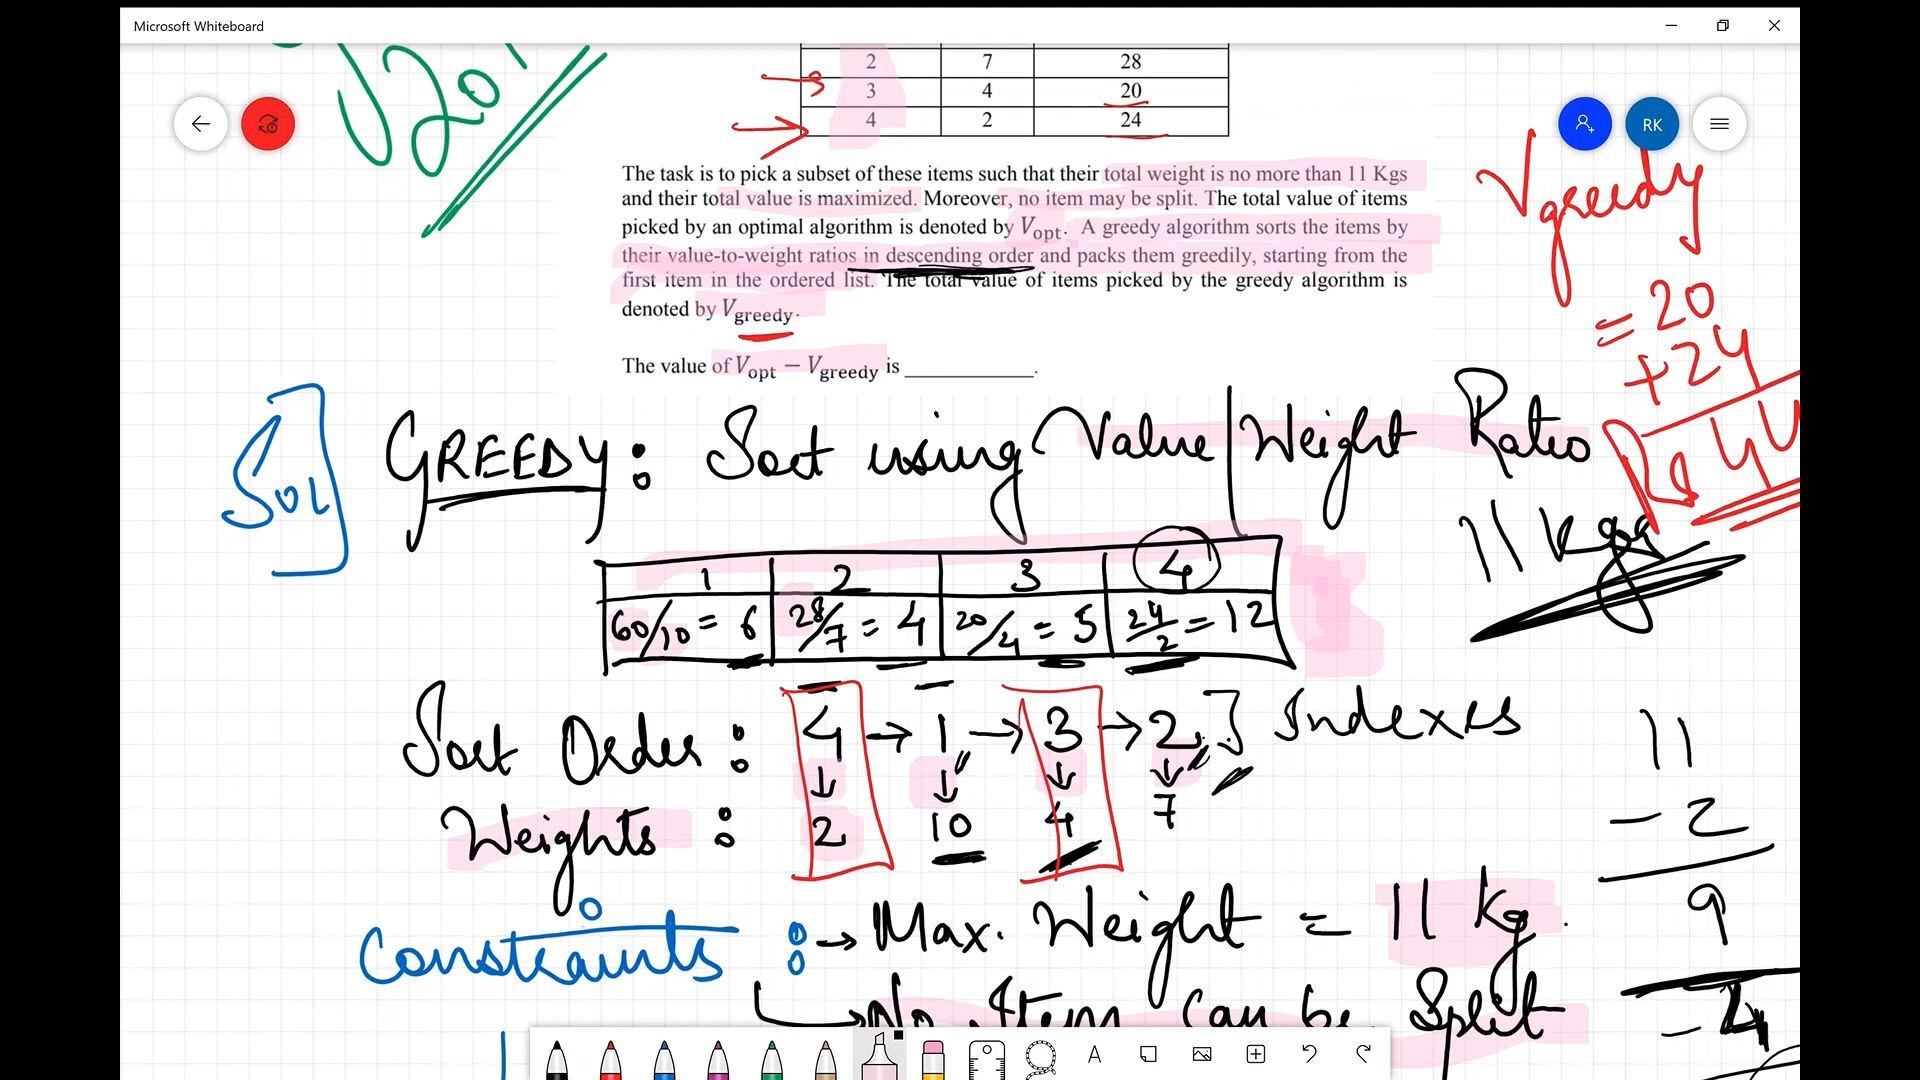 Microsoft Whiteboard
2 7 28
3 4 20
4 2 24
RK
The task is to pick a subset of these items such that their total weight is no more than 11 Kgs
and their total value is maximized. Moreover, no item may be split. The total value of items
picked by an optimal algorithm is denoted by Vopt. A greedy algorithm sorts the items by
their value-to-weight ratios in descending order and packs them greedily, starting from the
first item in the ordered list. The total value of items picked by the greedy algorithm is
denoted by Vgreedy.
The value of Vopt − Vgreedy is ____________.
Vgreedy
= 20
+ 24
44
Sol
GREEDY : Sort using Value/Weight Ratio
11 kgs
1 2 3 4
60/10 = 6 28/7 = 4 20/4 = 5 24/2 = 12
Sort Order : 4 → 1 → 3 → 2 ] Indexes
Weights : 2 10 4 7
11
- 2
9
- 4
Constraints : → Max. Weight = 11 kg.
→ No Item can be Split